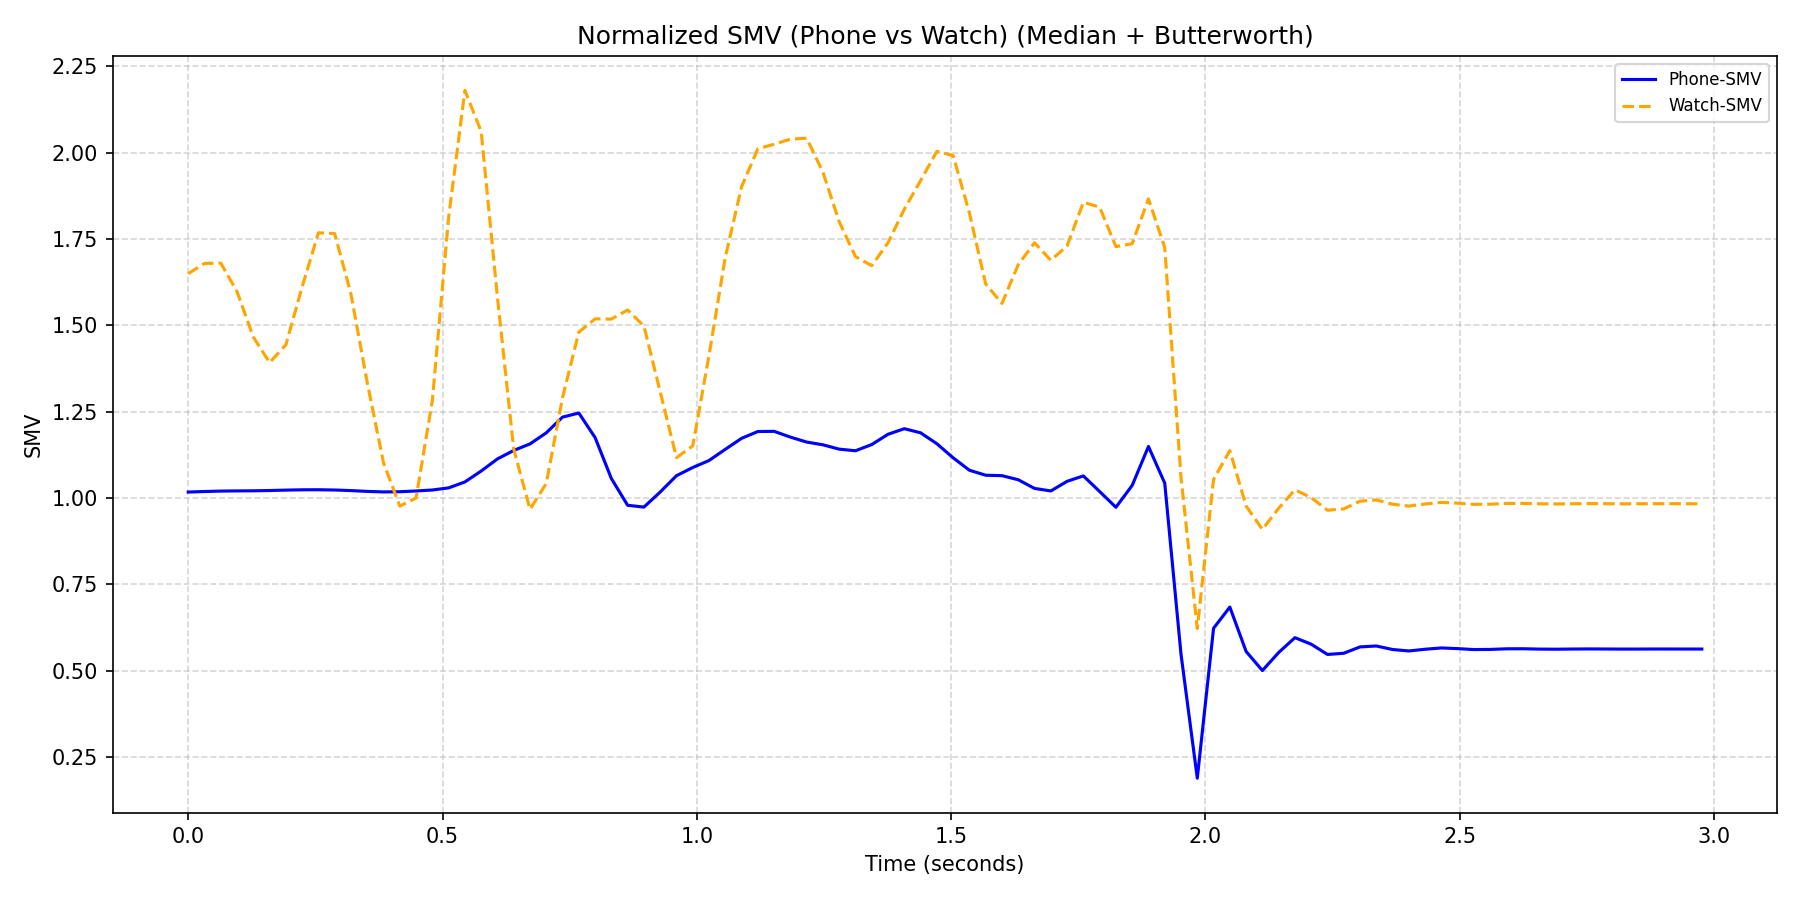 Normalized SMV (Phone vs Watch) (Median + Butterworth)
Phone-SMV
Watch-SMV
2.25
2.00
1.75
1.50
1.25
1.00
0.75
0.50
0.25
SMV
0.0 0.5 1.0 1.5 2.0 2.5 3.0
Time (seconds)